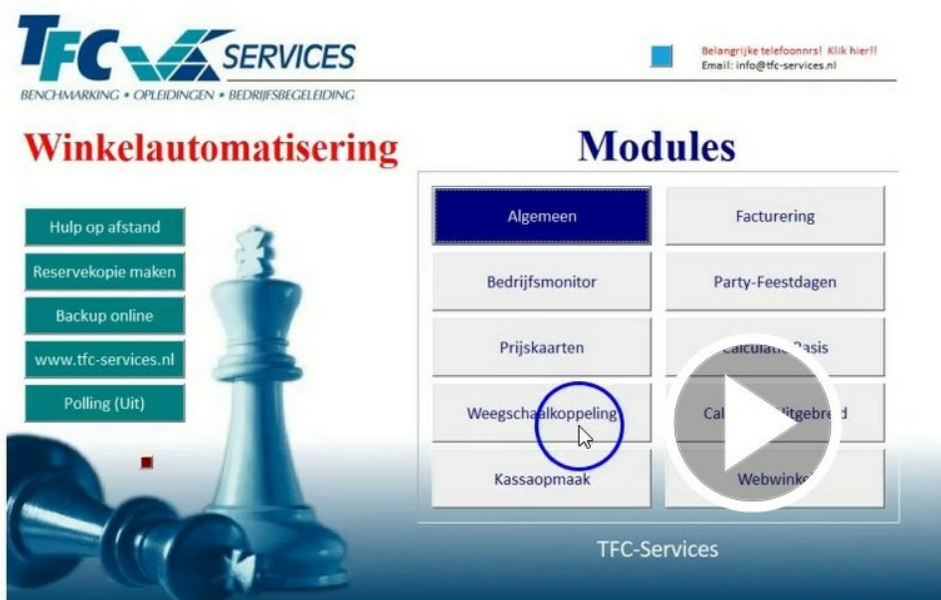 TFC SERVICES
BENCHMARKING • OPLEIDINGEN • BEDRIJFSBEGELEIDING
Belangrijke telefoonnrs! Klik hier!!
Email: info@tfc-services.nl
Winkelautomatisering
Modules
Hulp op afstand
Reservekopie maken
Backup online
www.tfc-services.nl
Polling (Uit)
Algemeen
Facturering
Bedrijfsmonitor
Party-Feestdagen
Prijskaarten
Calculatie Basis
Weegschaalkoppeling
Kassaopmaak
TFC-Services